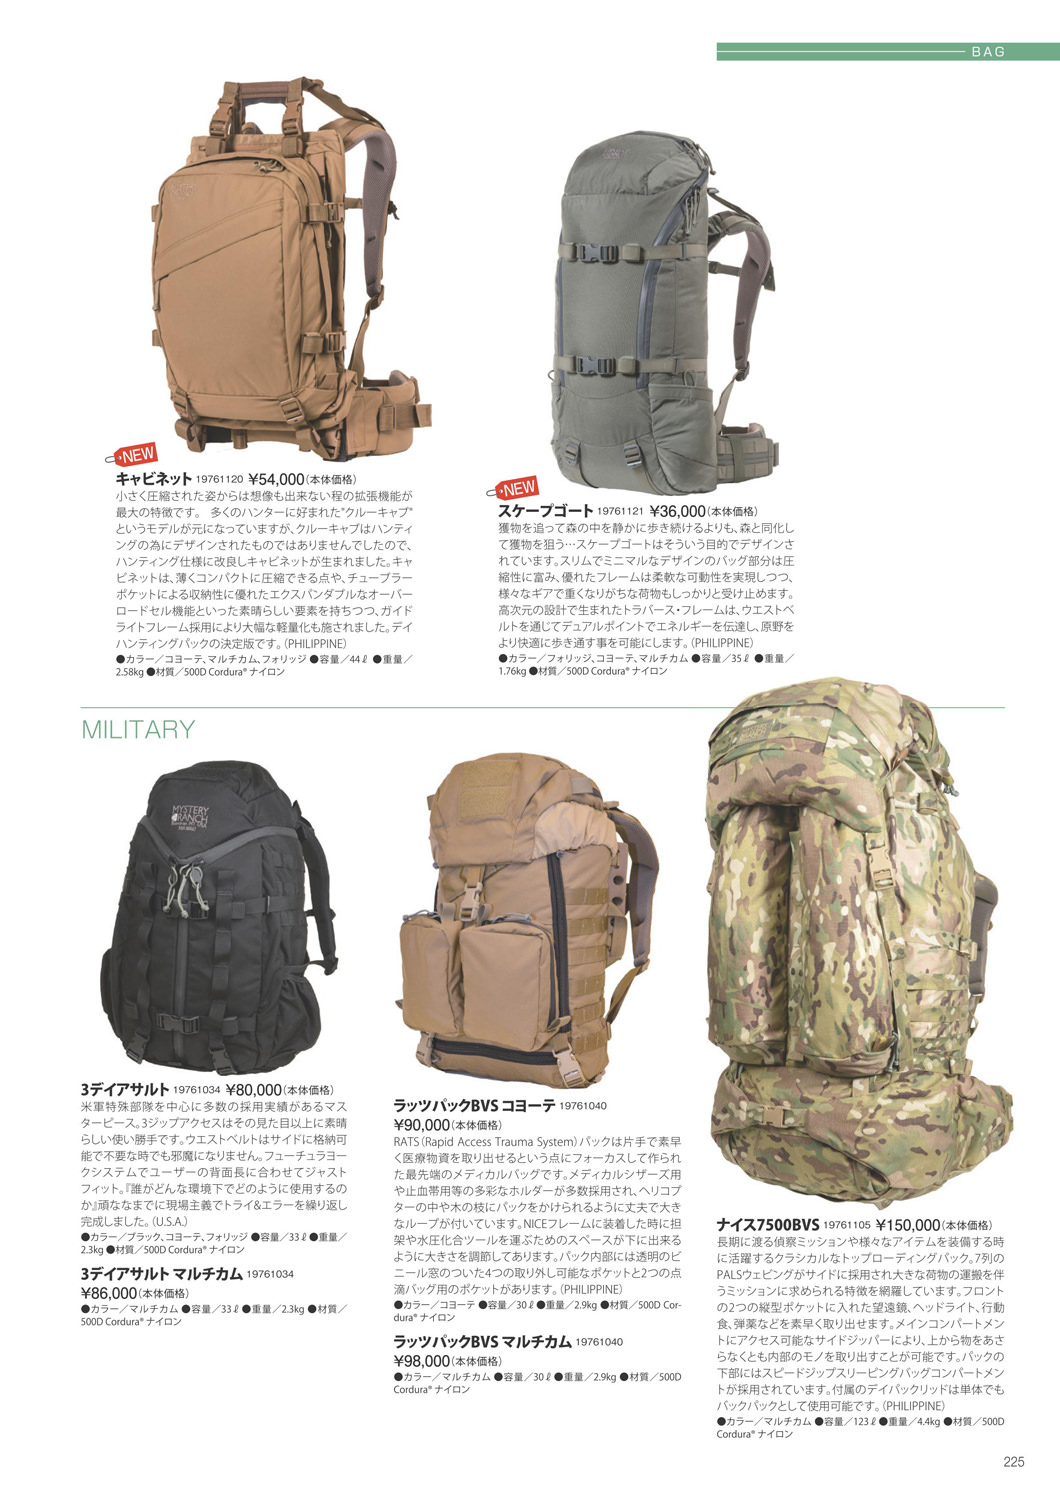 BAG
NEW
キャビネット 19761120 ¥54,000(本体価格)
小さく圧縮された姿からは想像も出来ない程の拡張機能が
最大の特徴です。 多くのハンターに好まれた"クルーキャブ"
というモデルが元になっていますが、クルーキャブはハンティ
ングの為にデザインされたものではありませんでしたので、
ハンティング仕様に改良しキャビネットが生まれました。キャ
ビネットは、薄くコンパクトに圧縮できる点や、チューブラー
ポケットによる収納性に優れたエクスパンダブルなオーバー
ロードセル機能といった素晴らしい要素を持ちつつ、ガイド
ライトフレーム採用により大幅な軽量化も施されました。デイ
ハンティングパックの決定版です。(PHILIPPINE)
●カラー／コヨーテ、マルチカム、フォリッジ ●容量／44ℓ ●重量／
2.58kg ●材質／500D Cordura® ナイロン
NEW
スケープゴート 19761121 ¥36,000(本体価格)
獲物を追って森の中を静かに歩き続けるよりも、森と同化し
て獲物を狙う…スケープゴートはそういう目的でデザインさ
れています。スリムでミニマルなデザインのバッグ部分は圧
縮性に富み、優れたフレームは柔軟な可動性を実現しつつ、
様々なギアで重くなりがちな荷物もしっかりと受け止めます。
高次元の設計で生まれたトラバース・フレームは、ウエストベ
ルトを通じてデュアルポイントでエネルギーを伝達し、原野を
より快適に歩き通す事を可能にします。(PHILIPPINE)
●カラー／フォリッジ、コヨーテ、マルチカム ●容量／35ℓ ●重量／
1.76kg ●材質／500D Cordura® ナイロン
MILITARY
MYSTERY
RANCH
3デイアサルト 19761034 ¥80,000(本体価格)
米軍特殊部隊を中心に多数の採用実績があるマス
ターピース。3ジップアクセスはその見た目以上に素晴
らしい使い勝手です。ウエストベルトはサイドに格納可
能で不要な時でも邪魔になりません。フューチュラヨー
クシステムでユーザーの背面長に合わせてジャスト
フィット。『誰がどんな環境下でどのように使用するの
か』頑ななまでに現場主義でトライ&エラーを繰り返し
完成しました。(U.S.A.)
●カラー／ブラック、コヨーテ、フォリッジ ●容量／33ℓ ●重量／
2.3kg ●材質／500D Cordura® ナイロン
3デイアサルト マルチカム 19761034
¥86,000(本体価格)
●カラー／マルチカム ●容量／33ℓ ●重量／2.3kg ●材質／
500D Cordura® ナイロン
ラッツパックBVS コヨーテ 19761040
¥90,000(本体価格)
RATS(Rapid Access Trauma System)パックは片手で素早
く医療物資を取り出せるという点にフォーカスして作られ
た最先端のメディカルバッグです。メディカルシザーズ用
や止血帯用等の多彩なホルダーが多数採用され、ヘリコプ
ターの中や木の枝にパックをかけられるように丈夫で大き
なループが付いています。NICEフレームに装着した時に担
架や水圧化合ツールを運ぶためのスペースが下に出来る
ように大きさを調節してあります。パック内部には透明のビ
ニール窓のついた4つの取り外し可能なポケットと2つの点
滴バッグ用のポケットがあります。(PHILIPPINE)
●カラー／コヨーテ ●容量／30ℓ ●重量／2.9kg ●材質／500D Cor-
dura® ナイロン
ラッツパックBVS マルチカム 19761040
¥98,000(本体価格)
●カラー／マルチカム ●容量／30ℓ ●重量／2.9kg ●材質／500D
Cordura® ナイロン
ナイス7500BVS 19761105 ¥150,000(本体価格)
長期に渡る偵察ミッションや様々なアイテムを装備する時
に活躍するクラシカルなトップローディングパック。7列の
PALSウェビングがサイドに採用され大きな荷物の運搬を伴
うミッションに求められる特徴を網羅しています。フロント
の2つの縦型ポケットに入れた望遠鏡、ヘッドライト、行動
食、弾薬などを素早く取り出せます。メインコンパートメン
トにアクセス可能なサイドジッパーにより、上から物をあさ
らなくとも内部のモノを取り出すことが可能です。パックの
下部にはスピードジップスリーピングバッグコンパートメン
トが採用されています。付属のデイパックリッドは単体でも
バックパックとして使用可能です。(PHILIPPINE)
●カラー／マルチカム ●容量／123ℓ ●重量／4.4kg ●材質／500D
Cordura® ナイロン
225